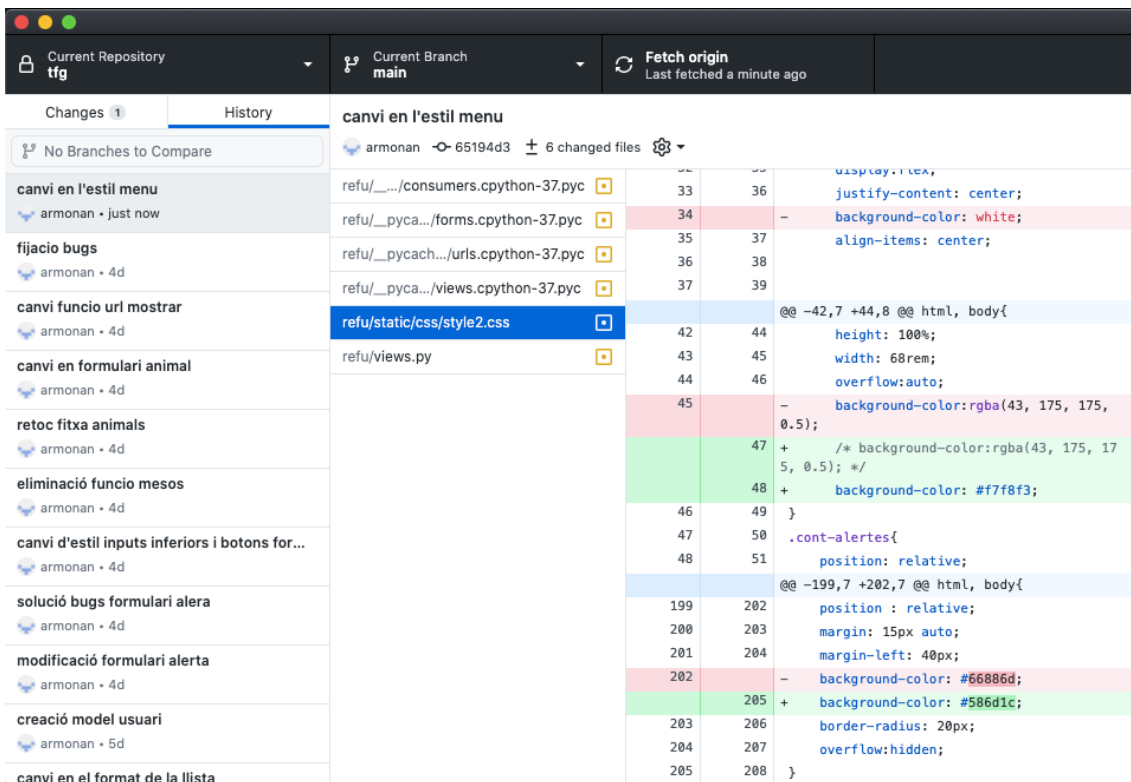 Current Repository
tfg
Current Branch
main
Fetch origin
Last fetched a minute ago
Changes 1
History
No Branches to Compare
canvi en l'estil menu
armonan • just now
fijacio bugs
armonan • 4d
canvi funcio url mostrar
armonan • 4d
canvi en formulari animal
armonan • 4d
retoc fitxa animals
armonan • 4d
eliminació funcio mesos
armonan • 4d
canvi d'estil inputs inferiors i botons for...
armonan • 4d
solució bugs formulari alera
armonan • 4d
modificació formulari alerta
armonan • 4d
creació model usuari
armonan • 5d
canvi en el format de la llista
canvi en l'estil menu
armonan 65194d3 ± 6 changed files
refu/__.../consumers.cpython-37.pyc
refu/__pyca.../forms.cpython-37.pyc
refu/__pycach.../urls.cpython-37.pyc
refu/__pyca.../views.cpython-37.pyc
refu/static/css/style2.css
refu/views.py
display:flex;
33 36 justify-content: center;
34 - background-color: white;
35 37 align-items: center;
36 38
37 39
@@ -42,7 +44,8 @@ html, body{
42 44 height: 100%;
43 45 width: 68rem;
44 46 overflow:auto;
45 - background-color:rgba(43, 175, 175,
0.5);
47 + /* background-color:rgba(43, 175, 17
5, 0.5); */
48 + background-color: #f7f8f3;
46 49 }
47 50 .cont-alertes{
48 51 position: relative;
@@ -199,7 +202,7 @@ html, body{
199 202 position : relative;
200 203 margin: 15px auto;
201 204 margin-left: 40px;
202 - background-color: #66886d;
205 + background-color: #586d1c;
203 206 border-radius: 20px;
204 207 overflow:hidden;
205 208 }